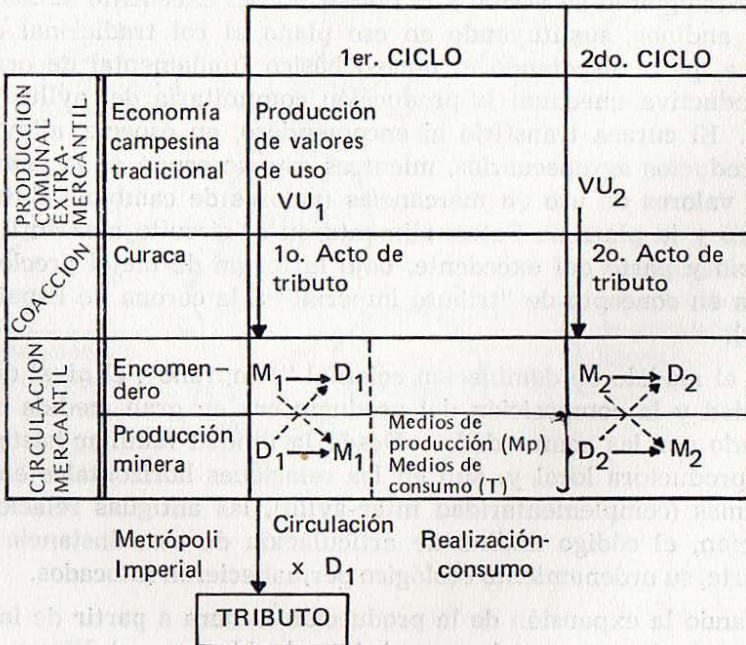 1er. CICLO
2do. CICLO
PRODUCCION
COMUNAL
EXTRA-
MERCANTIL
Economía
campesina
tradicional
Producción
de valores
de uso
VU1
VU2
COACCION
Curaca
1o. Acto de
tributo
2o. Acto de
tributo
CIRCULACION
MERCANTIL
Encomen-
dero
M1 D1
M2 D2
Producción
minera
D1 M1
Medios de
producción (Mp)
Medios de
consumo (T)
D2 M2
Metrópoli
Imperial
Circulación
x D1
Realización-
consumo
TRIBUTO